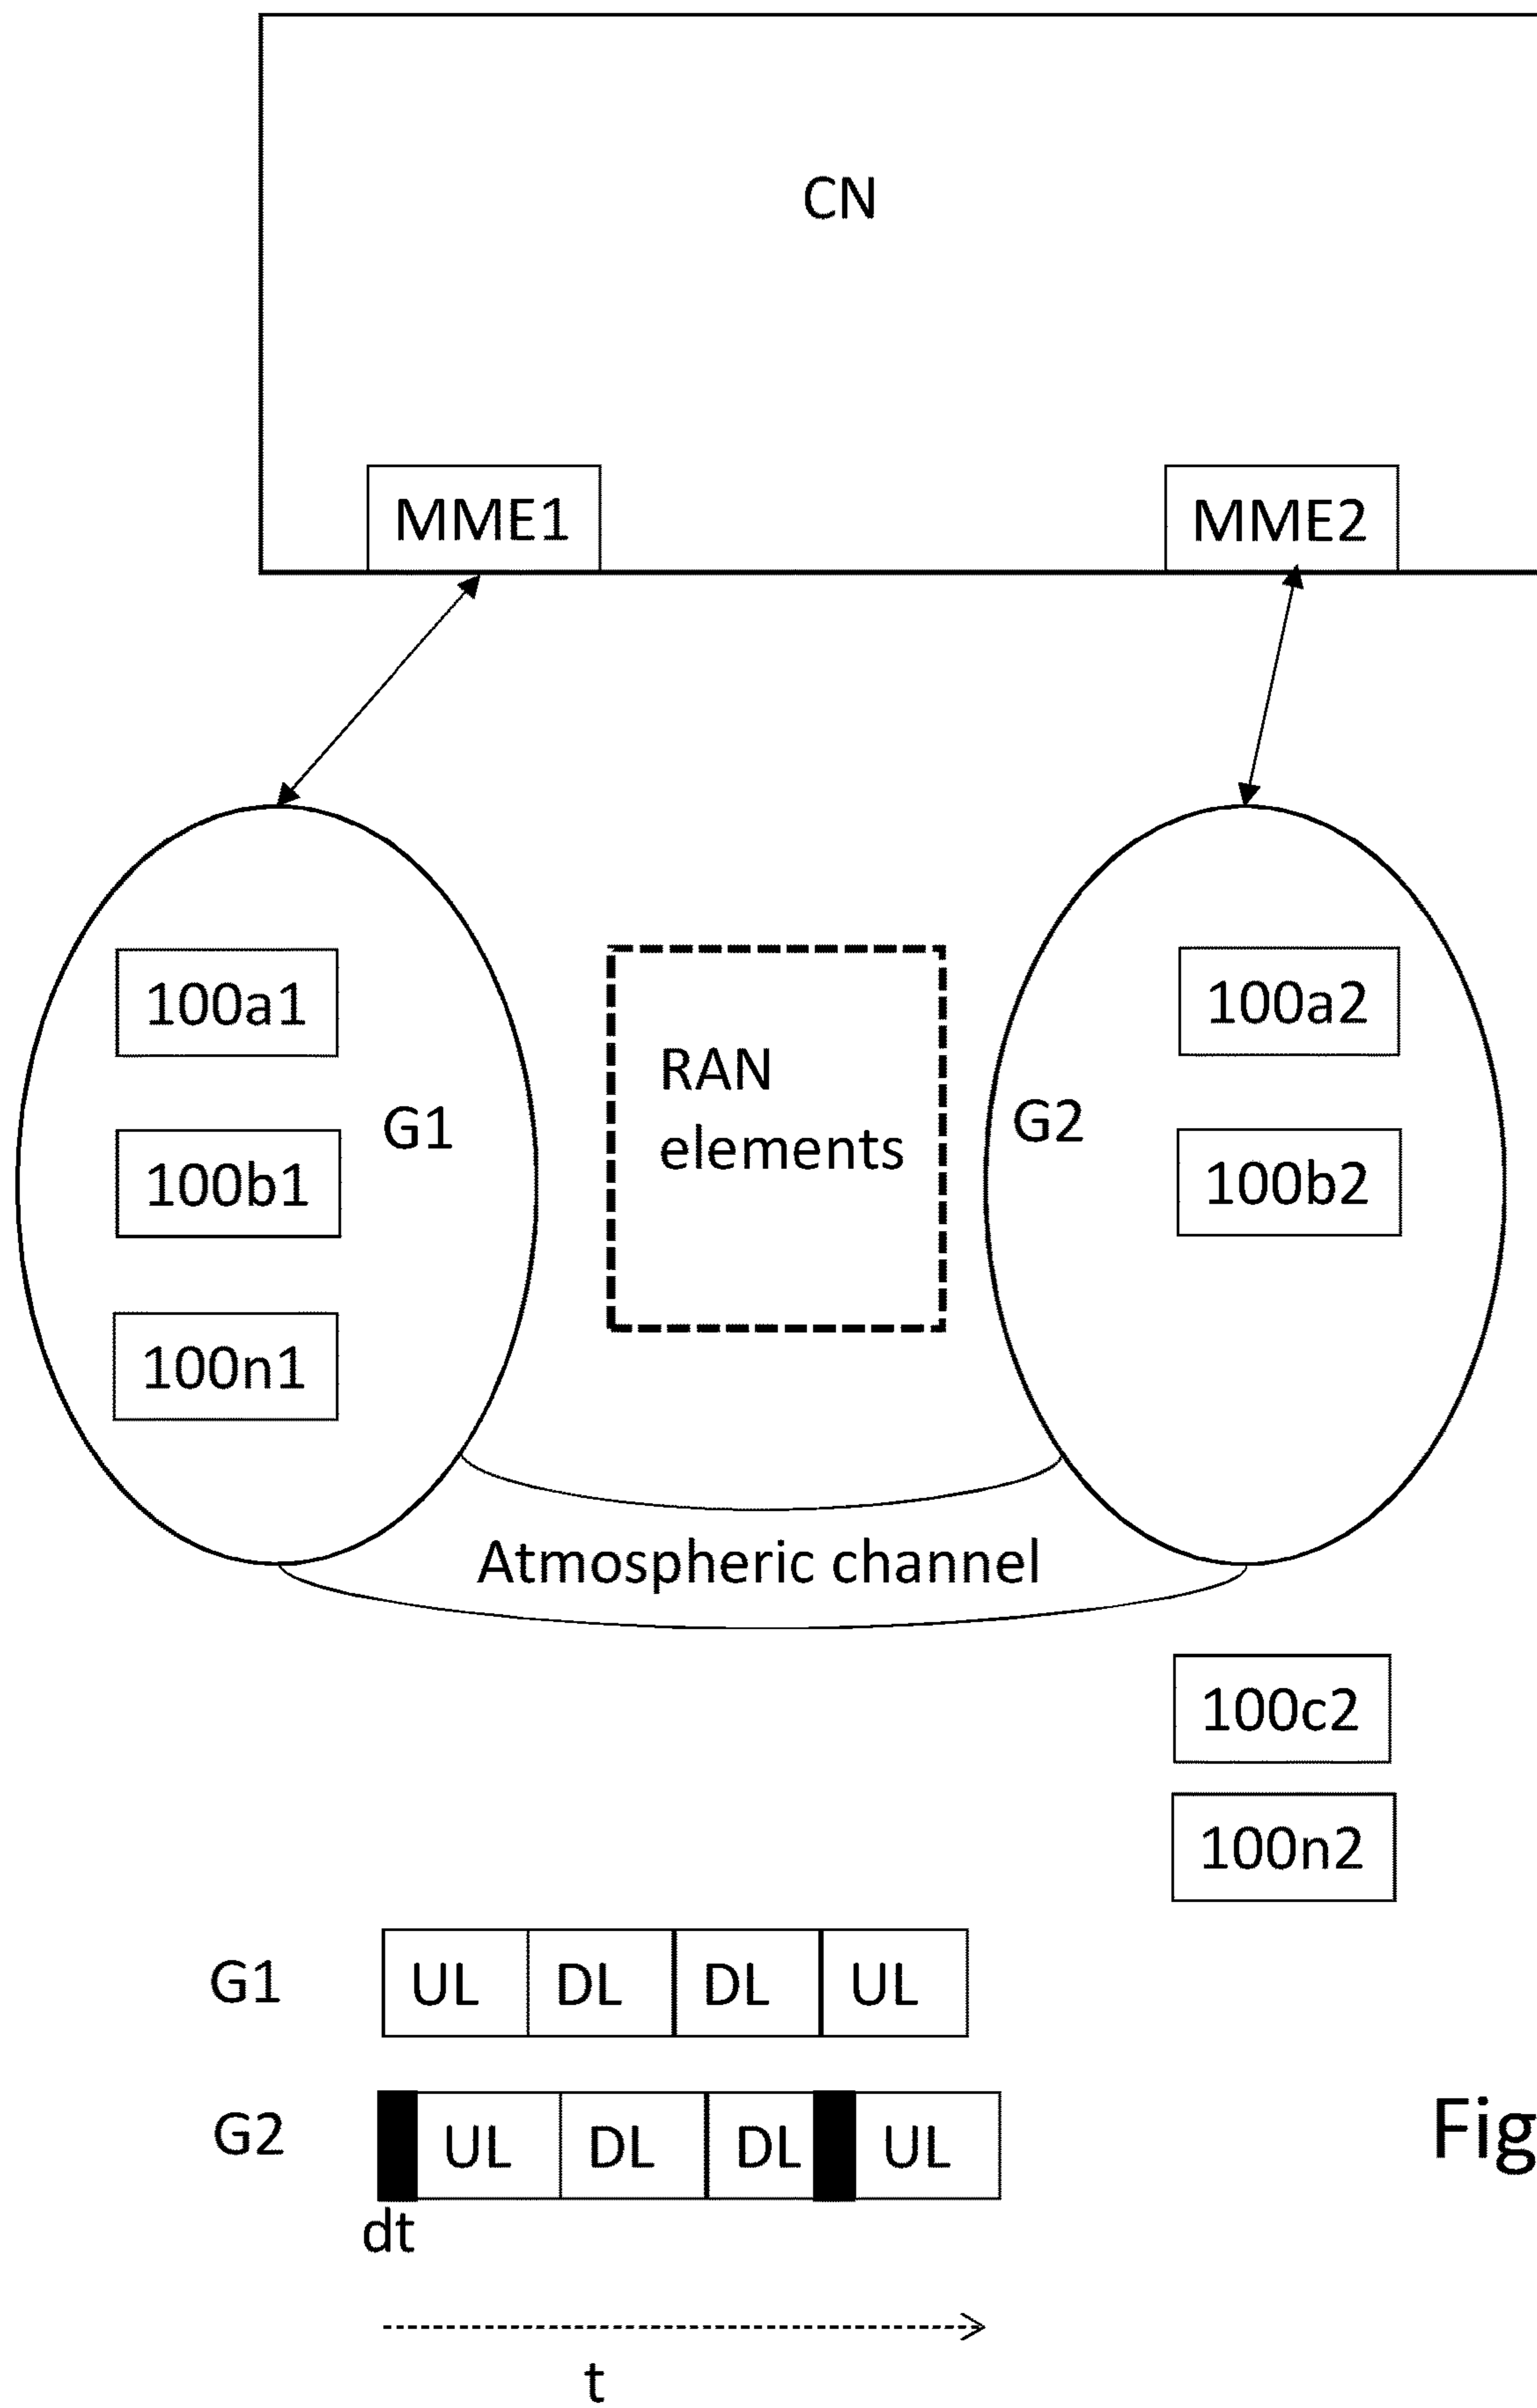 CN
MME1
MME2
100a1
100a2
RAN
elements
G1
G2
100b1
100b2
100n1
Atmospheric channel
100c2
100n2
G1
UL DL DL UL
G2
UL DL DL UL
Fig
dt
t